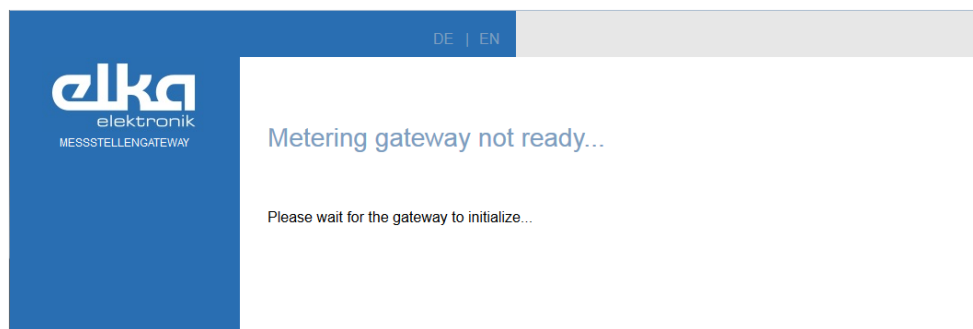 DE | EN
elka
elektronik
MESSSTELLENGATEWAY
Metering gateway not ready...
Please wait for the gateway to initialize...